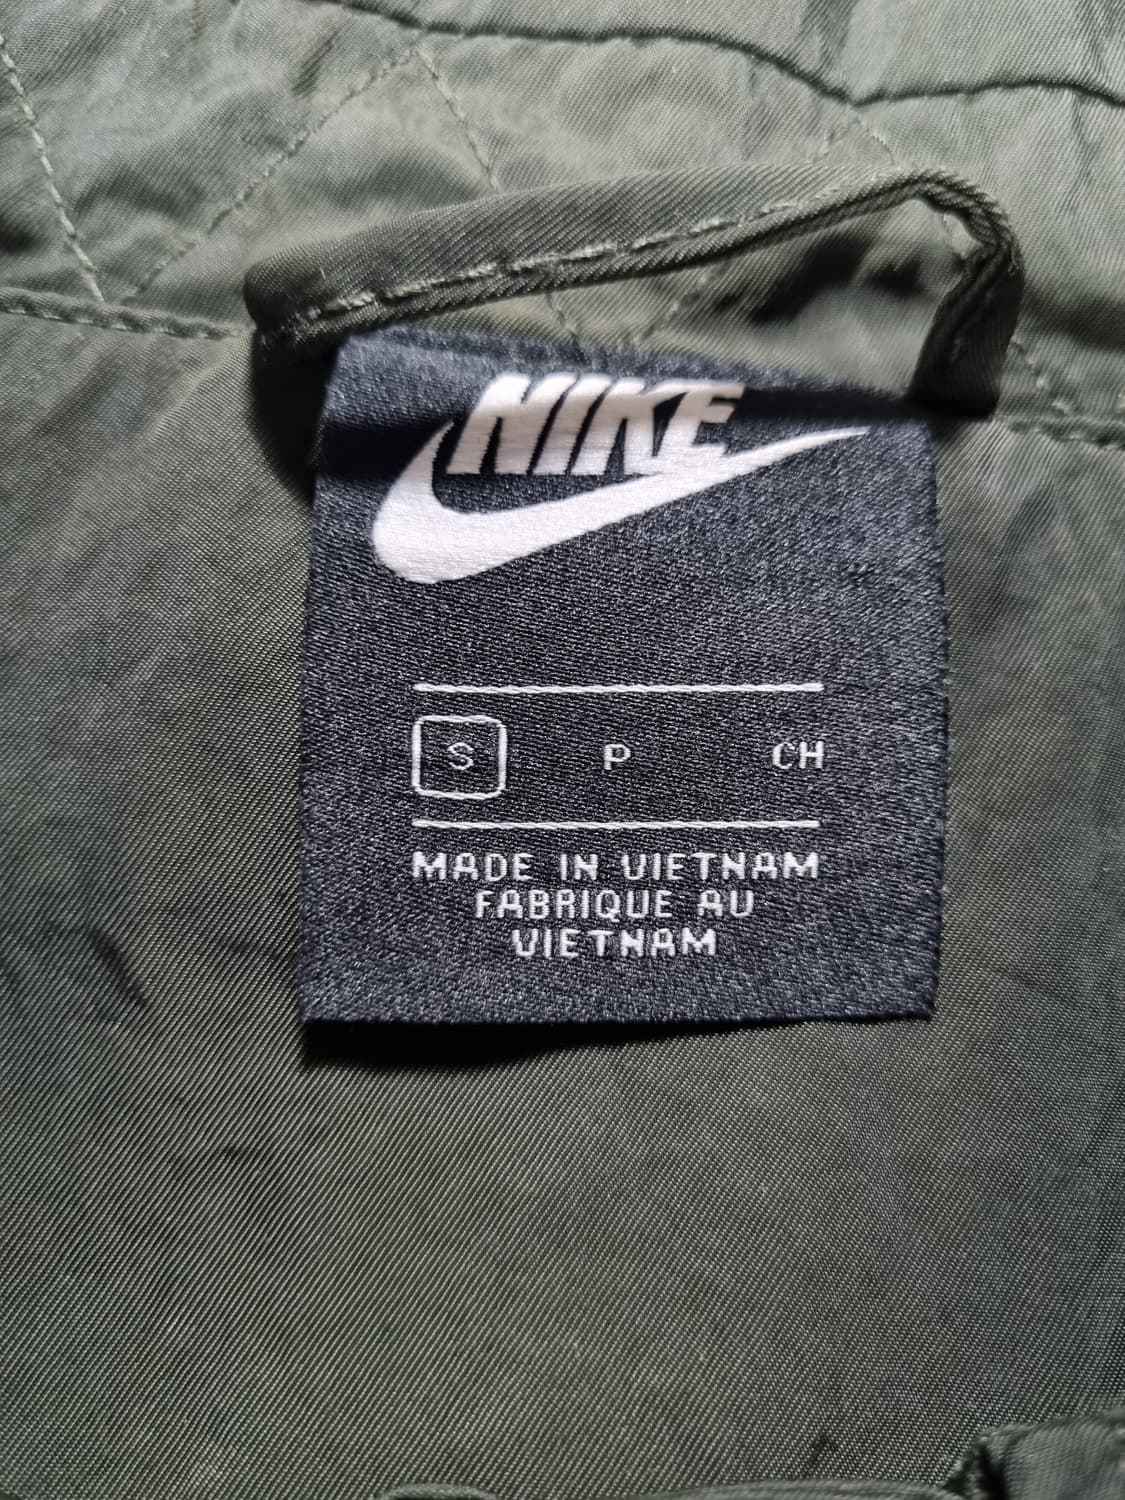 NIKE
S P CH
MADE IN VIETNAM
FABRIQUE AU
VIETNAM